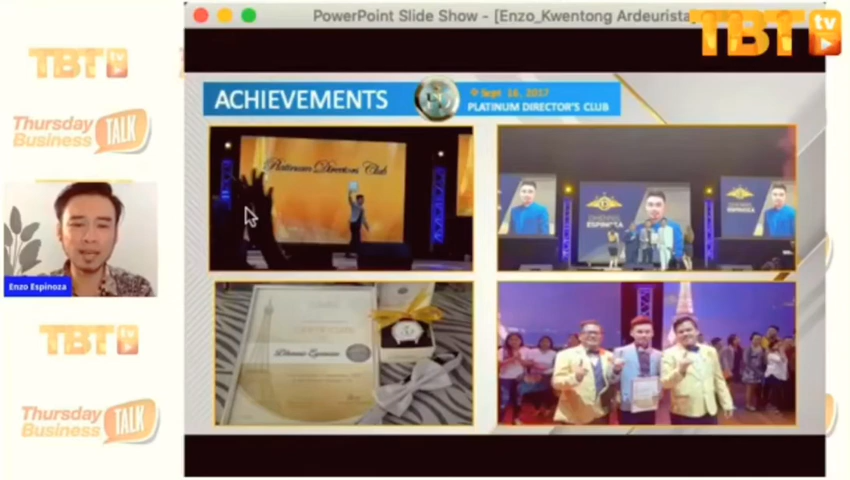 PowerPoint Slide Show - [Enzo_Kwentong Ardeurista
TBT tv
TBT tv
Thursday
Business TALK
ACHIEVEMENTS
Sept 16, 2017
PLATINUM DIRECTOR'S CLUB
Platinum Directors Club
ESPINOZA
Enzo Espinoza
CERTIFICATE
TBT tv
Thursday
Business TALK